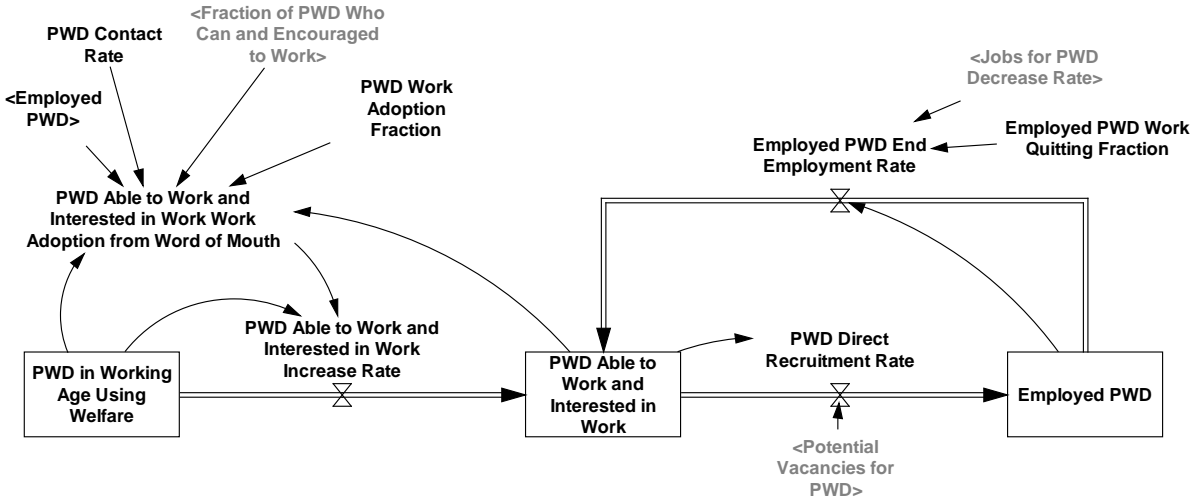 <Fraction of PWD Who
Can and Encouraged
to Work>
PWD Contact
Rate
<Employed
PWD>
PWD Work
Adoption
Fraction
<Jobs for PWD
Decrease Rate>
Employed PWD End
Employment Rate
Employed PWD Work
Quitting Fraction
PWD Able to Work and
Interested in Work Work
Adoption from Word of Mouth
PWD Able to Work and
Interested in Work
Increase Rate
PWD Direct
Recruitment Rate
PWD in Working
Age Using
Welfare
PWD Able to
Work and
Interested in
Work
Employed PWD
<Potential
Vacancies for
PWD>